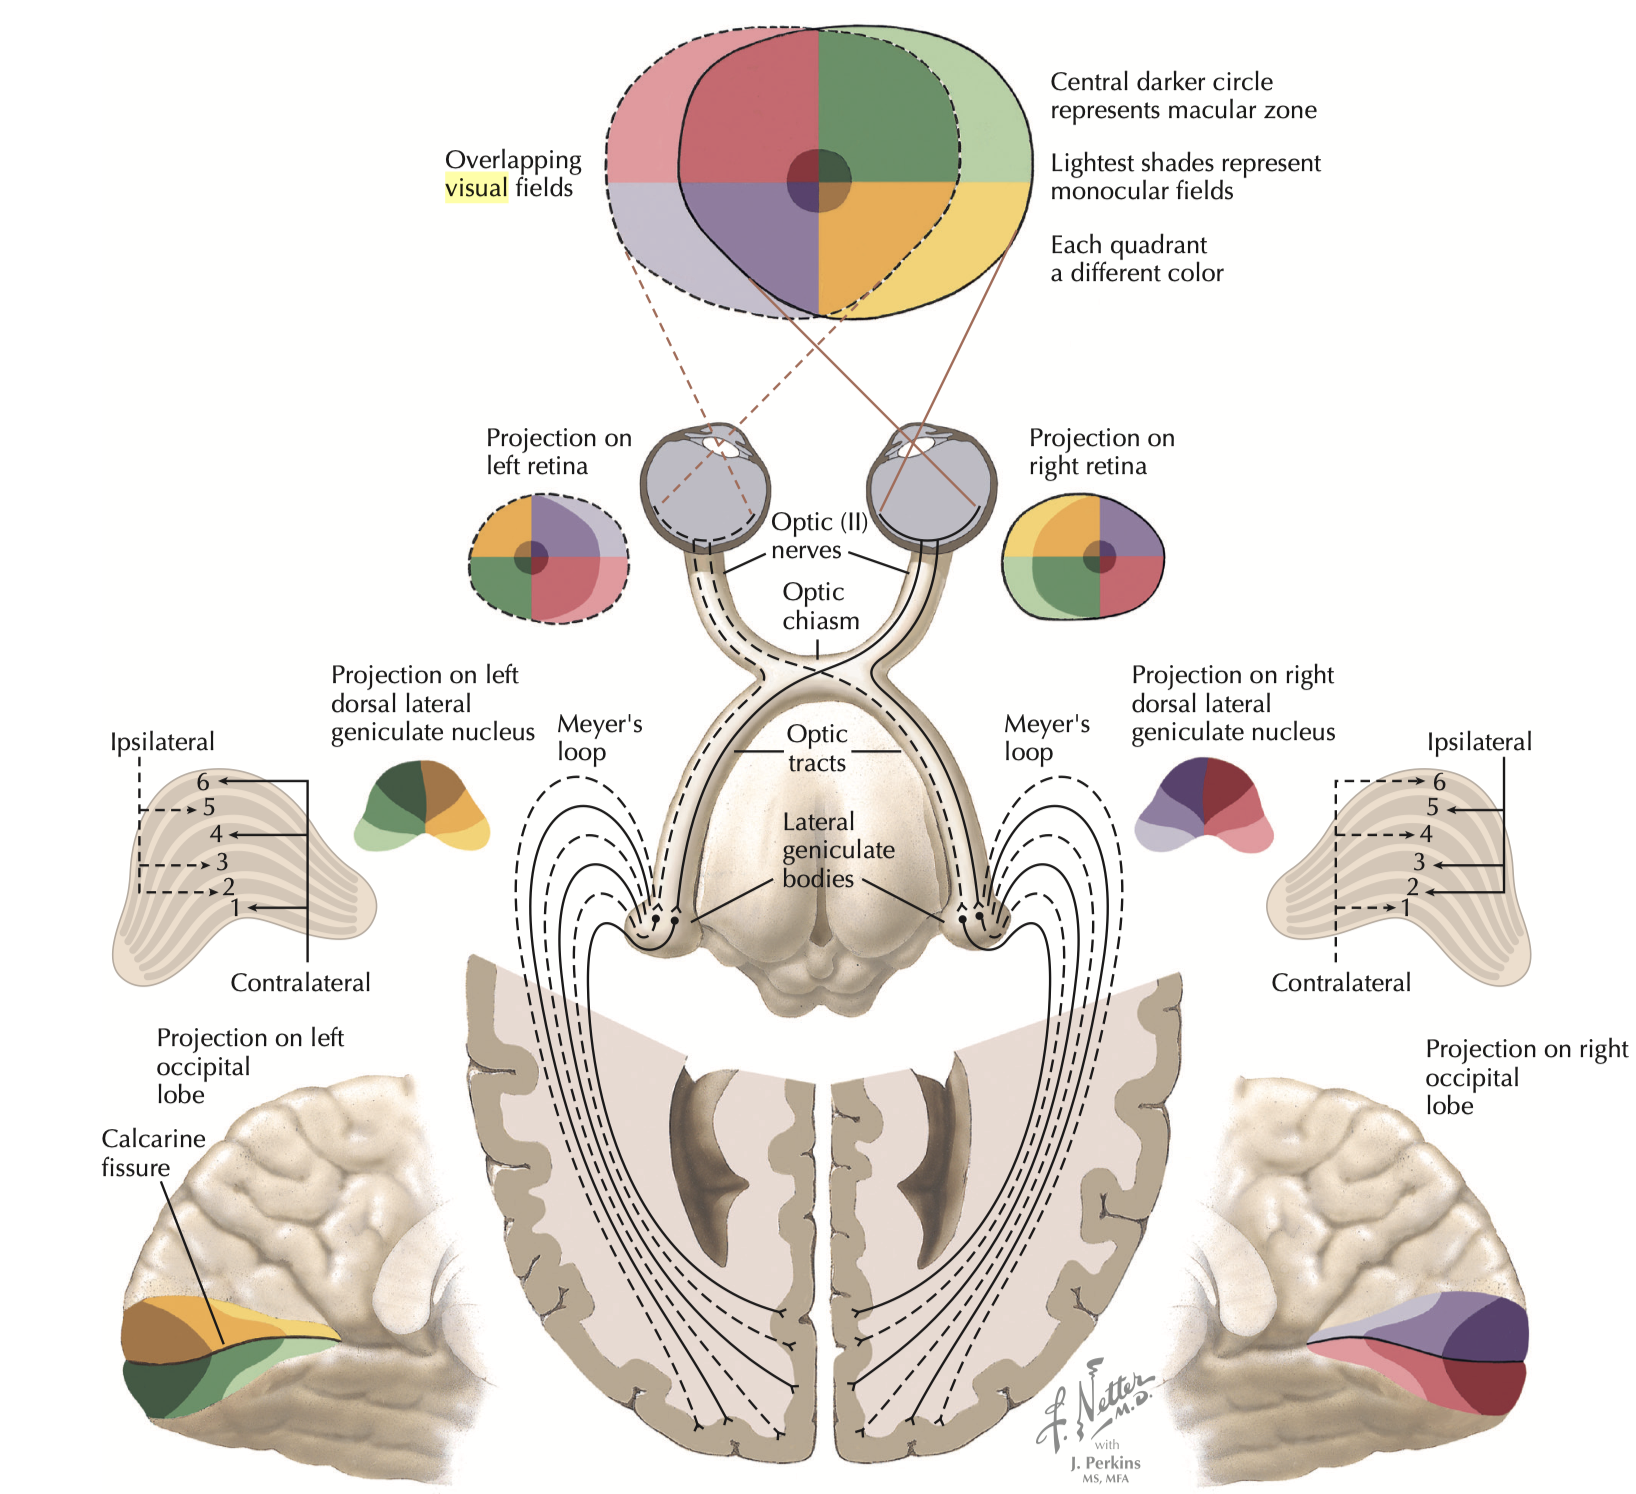 Central darker circle
represents macular zone
Overlapping
visual fields
Lightest shades represent
monocular fields
Each quadrant
a different color
Projection on
left retina
Projection on
right retina
Optic (II)
nerves
Optic
chiasm
Projection on left
dorsal lateral
geniculate nucleus
Meyer's
loop
Optic
tracts
Meyer's
loop
Projection on right
dorsal lateral
geniculate nucleus
Ipsilateral
6
5
4
3
2
1
Contralateral
Lateral
geniculate
bodies
Ipsilateral
6
5
4
3
2
1
Contralateral
Projection on left
occipital
lobe
Calcarine
fissure
Projection on right
occipital
lobe
F. Netter
M.D.
with
J. Perkins
MS, MFA